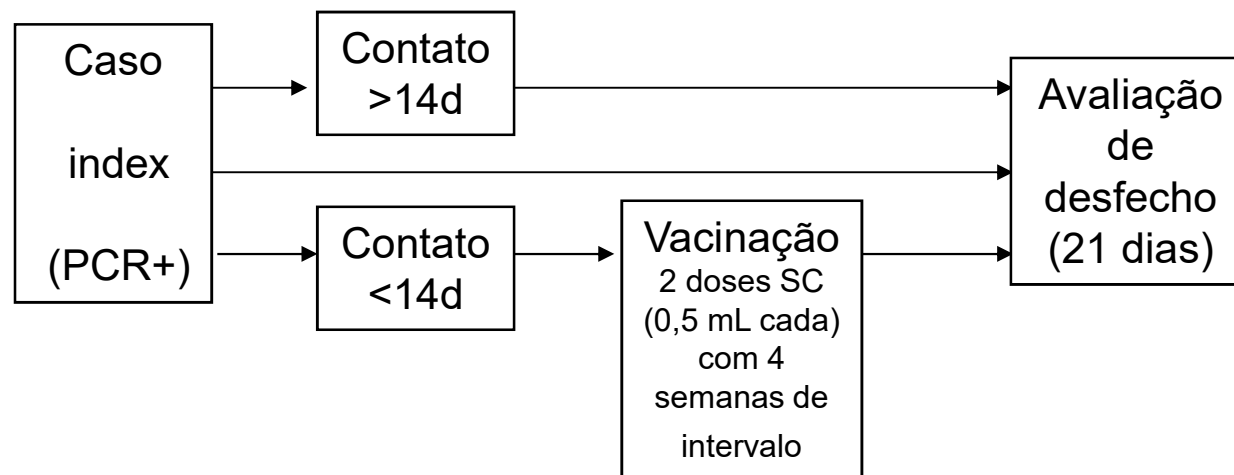 Caso
index
(PCR+)
Contato
>14d
Contato
<14d
Vacinação
2 doses SC
(0,5 mL cada)
com 4
semanas de
intervalo
Avaliação
de
desfecho
(21 dias)